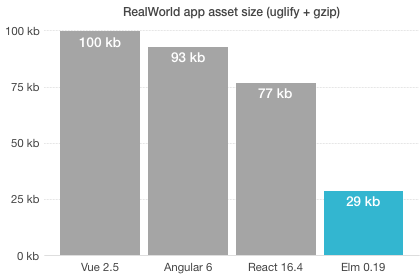 RealWorld app asset size (uglify + gzip)
100 kb
75 kb
50 kb
25 kb
0 kb
100 kb
93 kb
77 kb
29 kb
Vue 2.5
Angular 6
React 16.4
Elm 0.19